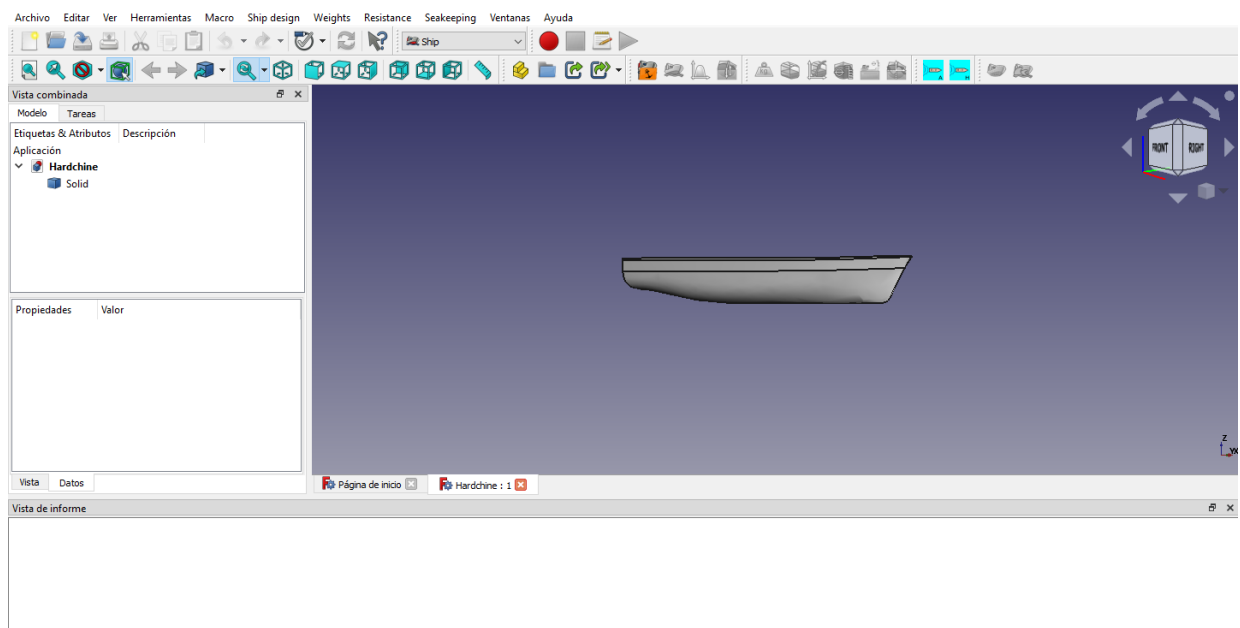 Archivo Editar Ver Herramientas Macro Ship design Weights Resistance Seakeeping Ventanas Ayuda
Ship
A H
Vista combinada
Modelo Tareas
Etiquetas & Atributos Descripción
Aplicación
Hardchine
Solid
FRONT RIGHT
Propiedades Valor
Z
YX
Vista Datos
Página de inicio Hardchine : 1
Vista de informe